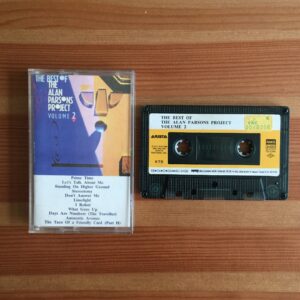 THE BEST OF
THE
ALAN
PARSONS
PROJECT
VOLUME 2
Prime Time
Let's Talk About Me
Standing On Higher Ground
Stereotomy
Don't Answer Me
Limelight
I Robot
What Goes Up
Days Are Numbers (The Traveller)
Ammonia Avenue
The Turn Of a Friendly Card (Part II)
ARISTA
THE BEST OF
THE ALAN PARSONS PROJECT
VOLUME 2